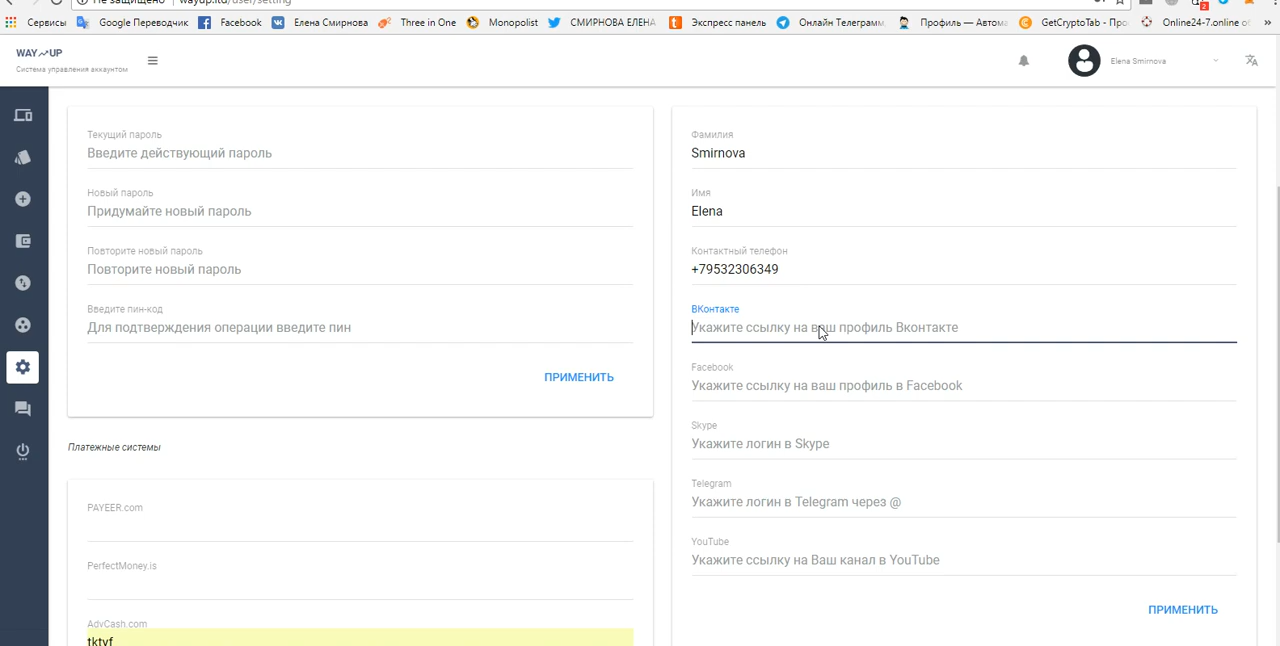 Не защищено
wayup.ltd/user/setting
Сервисы
Google Переводчик
Facebook
Елена Смирнова
Three in One
Monopolist
СМИРНОВА ЕЛЕНА
Экспресс панель
Онлайн Телеграмм
Профиль — Автома
GetCryptoTab - Про
Online24-7.online
»
2
WAY UP
Система управления аккаунтом
Elena Smirnova
Текущий пароль
Введите действующий пароль
Новый пароль
Придумайте новый пароль
Повторите новый пароль
Повторите новый пароль
Введите пин-код
Для подтверждения операции введите пин
ПРИМЕНИТЬ
Платежные системы
PAYEER.com
PerfectMoney.is
AdvCash.com
tktyf
Фамилия
Smirnova
Имя
Elena
Контактный телефон
+79532306349
ВКонтакте
Укажите ссылку на ваш профиль Вконтакте
Facebook
Укажите ссылку на ваш профиль в Facebook
Skype
Укажите логин в Skype
Telegram
Укажите логин в Telegram через @
YouTube
Укажите ссылку на Ваш канал в YouTube
ПРИМЕНИТЬ